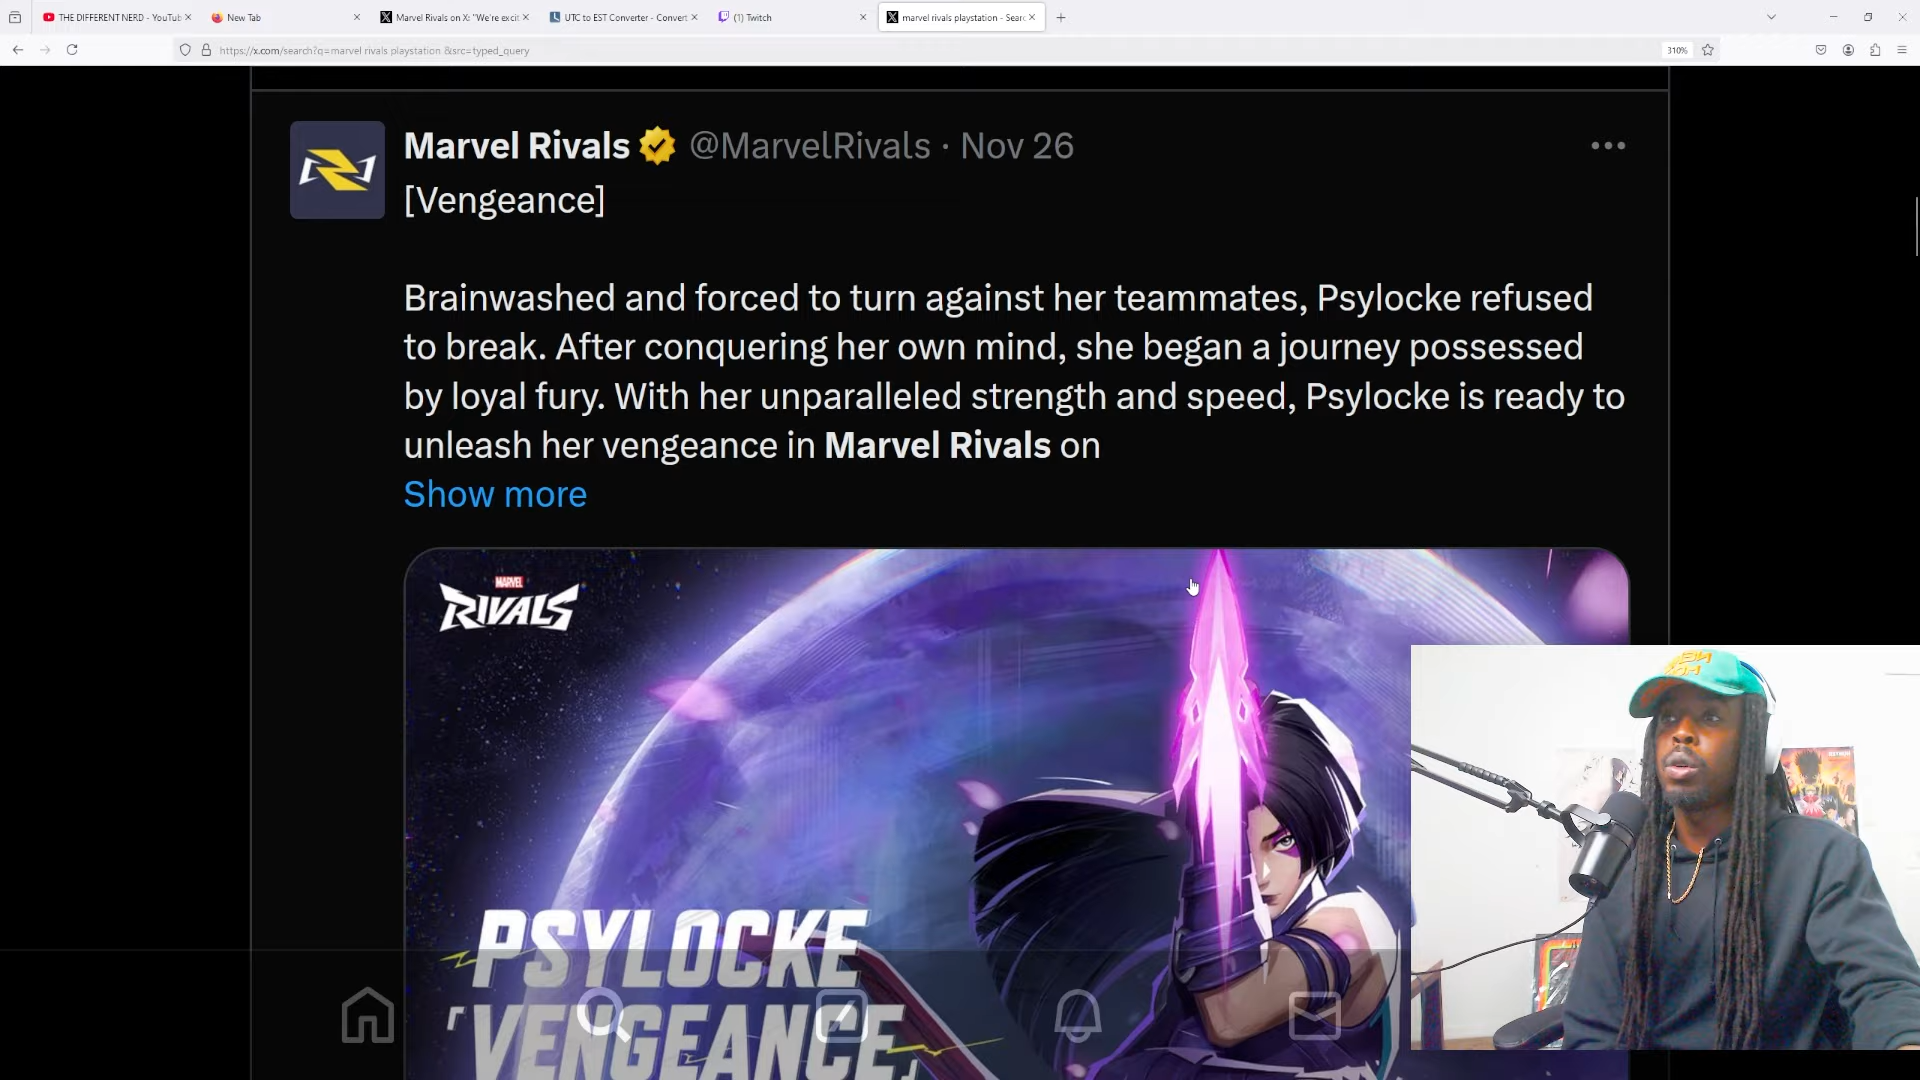 THE DIFFERENT NERD - YouTub
New Tab
Marvel Rivals on X: "We're excit
UTC to EST Converter - Convert
(1) Twitch
marvel rivals playstation - Searc
https://x.com/search?q=marvel rivals playstation &src=typed_query
310%
Marvel Rivals @MarvelRivals · Nov 26
[Vengeance]
Brainwashed and forced to turn against her teammates, Psylocke refused
to break. After conquering her own mind, she began a journey possessed
by loyal fury. With her unparalleled strength and speed, Psylocke is ready to
unleash her vengeance in Marvel Rivals on
Show more
MARVEL
RIVALS
PSYLOCKE
「VENGEANCE」